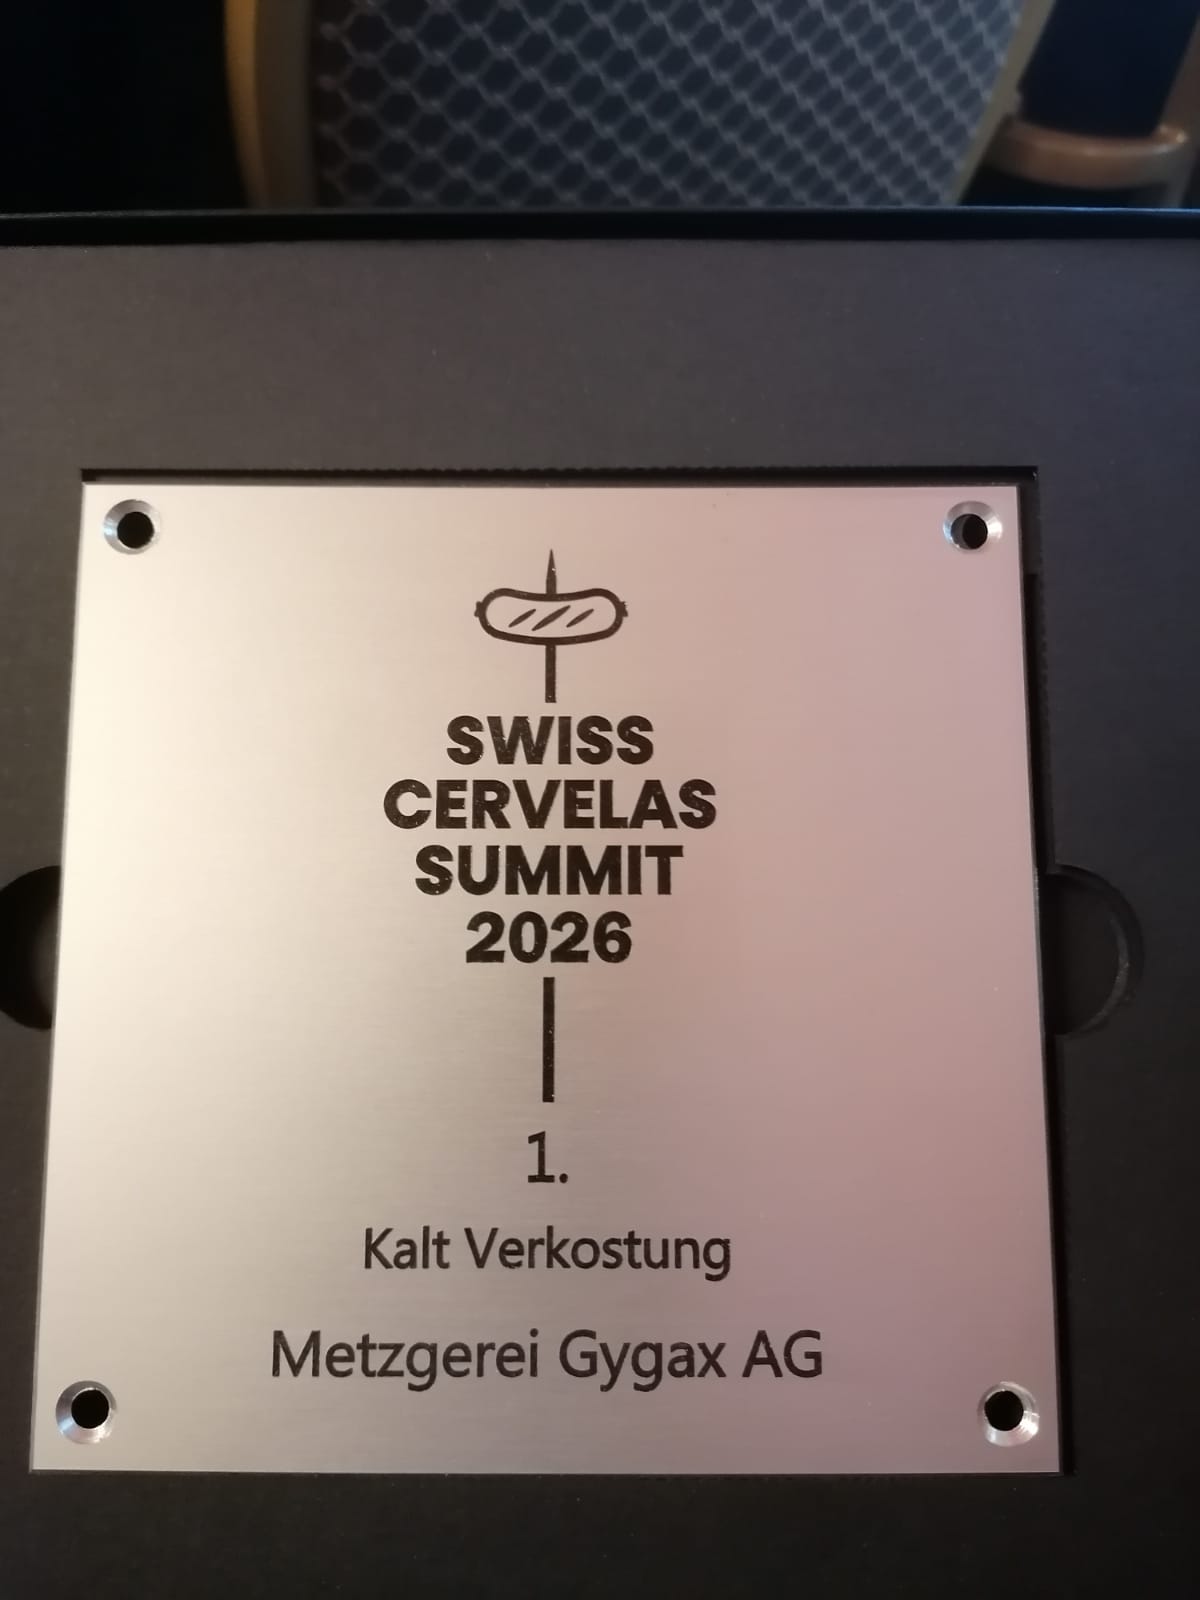 SWISS
CERVELAS
SUMMIT
2026
1.
Kalt Verkostung
Metzgerei Gygax AG